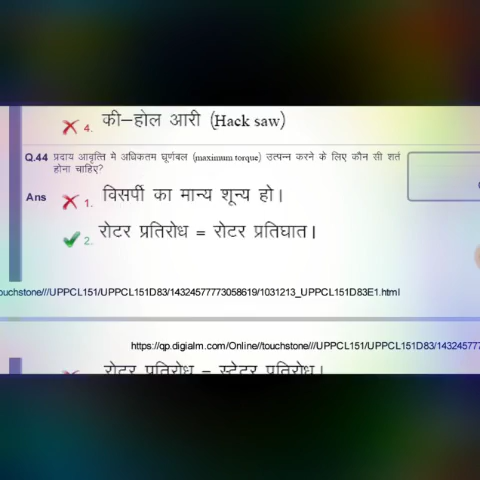 4. की–होल आरी (Hack saw)
Q.44 प्रदाय आवृत्ति मे अधिकतम घूर्णबल (maximum torque) उत्पन्न करने के लिए कौन सी शर्त
होना चाहिए?
Ans 1. विसर्पी का मान्य शून्य हो।
2. रोटर प्रतिरोध = रोटर प्रतिघात।
ouchstone///UPPCL151/UPPCL151D83/14324577773058619/1031213_UPPCL151D83E1.html
https://qp.digialm.com/Online//touchstone///UPPCL151/UPPCL151D83/143245777
रोटर प्रतिरोध = स्टेटर प्रतिरोध।